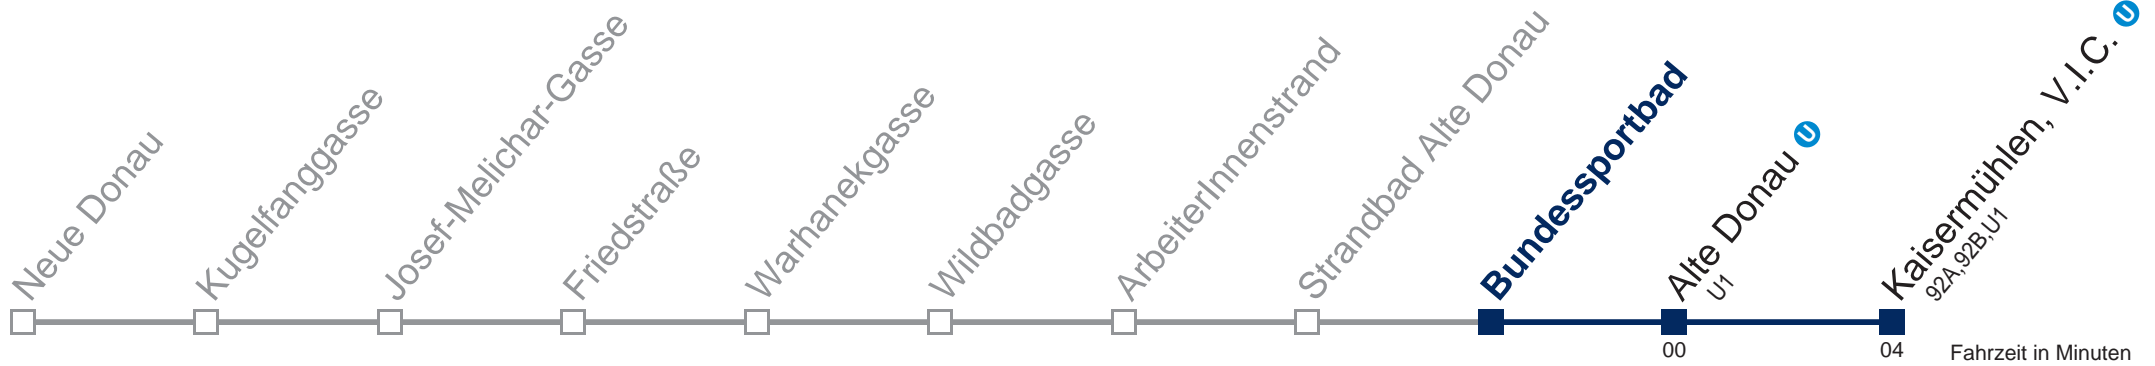 Neue Donau
Kugelfanggasse
Josef-Melichar-Gasse
Friedstraße
Warhanekgasse
Wildbadgasse
ArbeiterInnenstrand
Strandbad Alte Donau
Bundessportbad
Alte Donau U
U1
Kaisermühlen, V.I.C. U
92A,92B,U1
00
04
Fahrzeit in Minuten